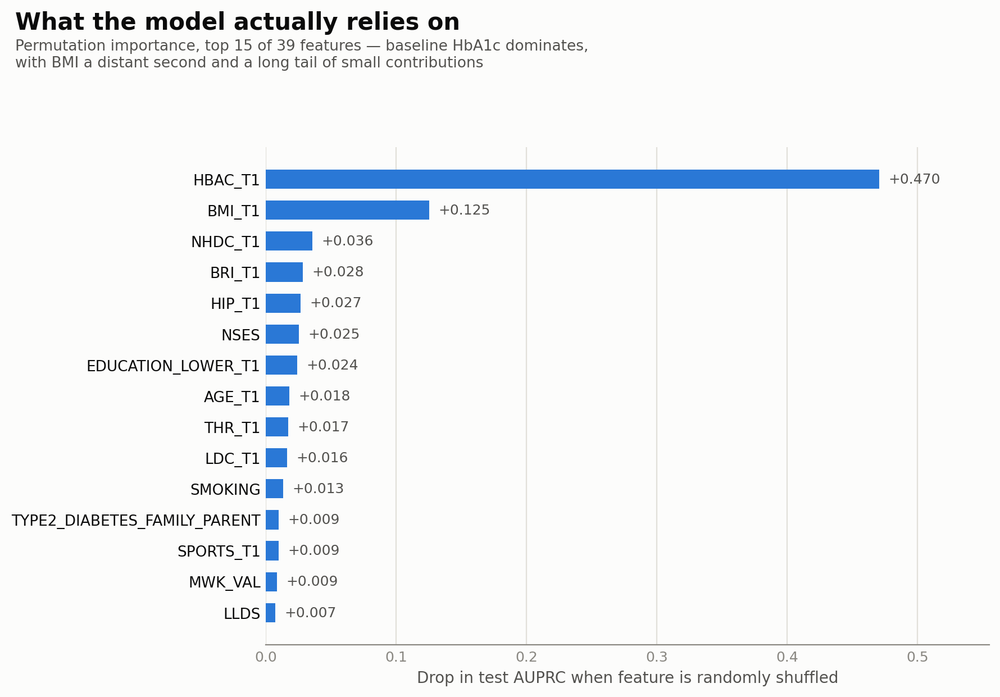 What the model actually relies on
Permutation importance, top 15 of 39 features — baseline HbA1c dominates,
with BMI a distant second and a long tail of small contributions
HBAC_T1 +0.470
BMI_T1 +0.125
NHDC_T1 +0.036
BRI_T1 +0.028
HIP_T1 +0.027
NSES +0.025
EDUCATION_LOWER_T1 +0.024
AGE_T1 +0.018
THR_T1 +0.017
LDC_T1 +0.016
SMOKING +0.013
TYPE2_DIABETES_FAMILY_PARENT +0.009
SPORTS_T1 +0.009
MWK_VAL +0.009
LLDS +0.007
0.0 0.1 0.2 0.3 0.4 0.5
Drop in test AUPRC when feature is randomly shuffled